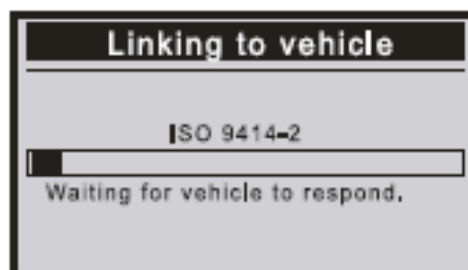 Linking to vehicle
ISO 9414-2
Waiting for vehicle to respond.